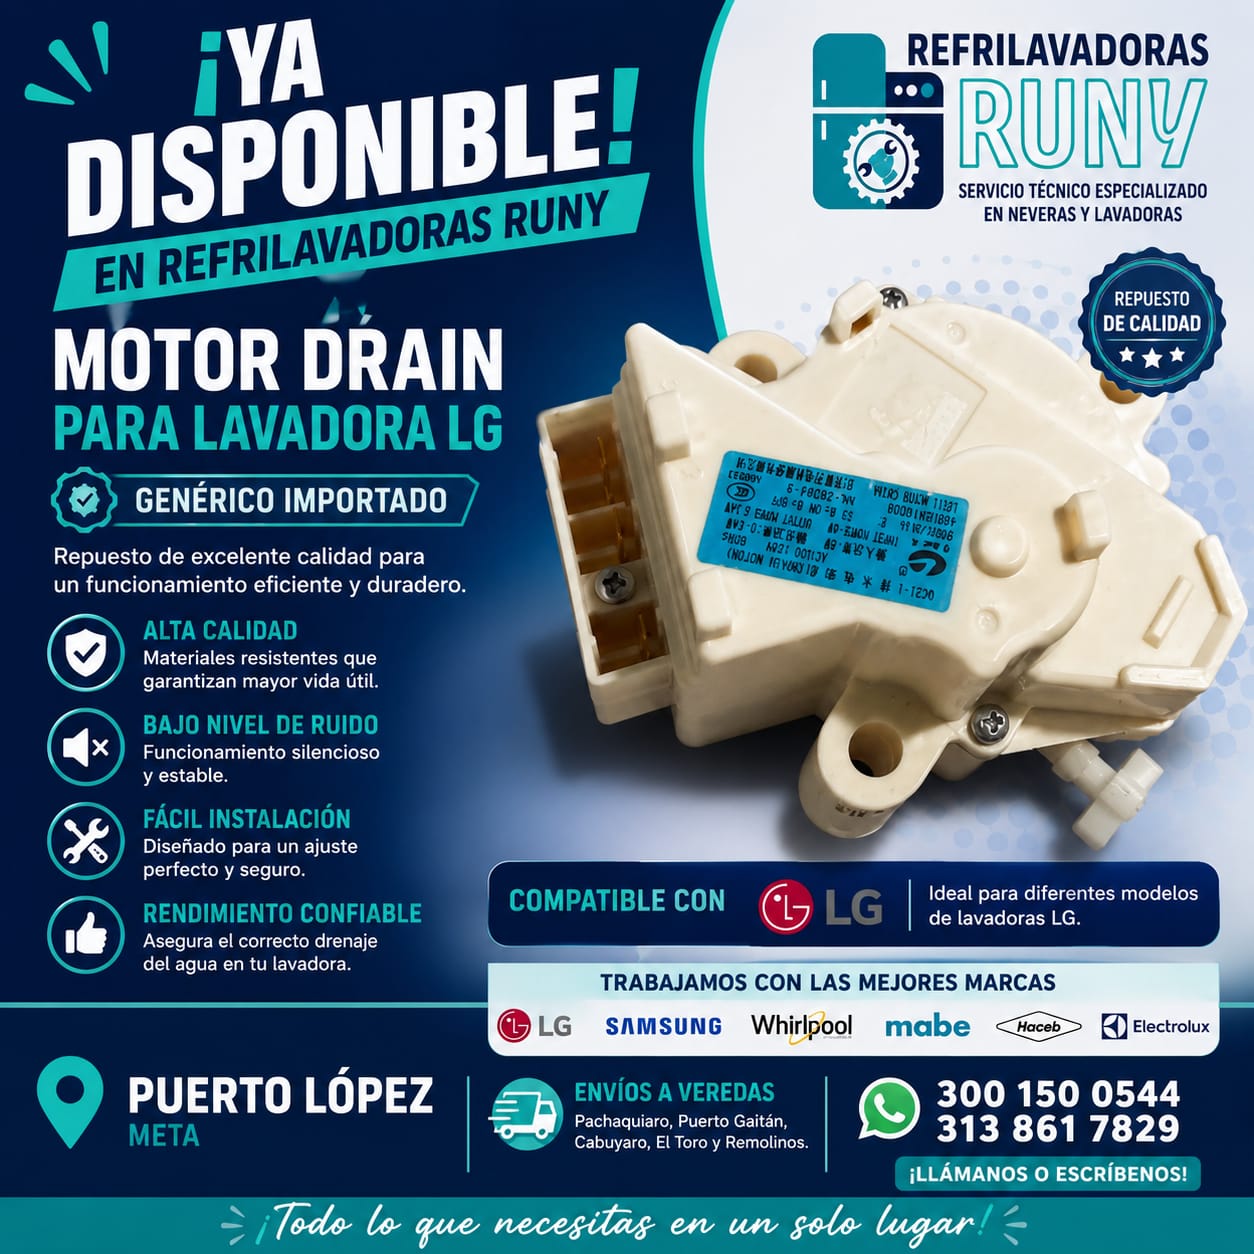 ¡YA
DISPONIBLE!
EN REFRILAVADORAS RUNY
REFRILAVADORAS
RUNY
SERVICIO TÉCNICO ESPECIALIZADO
EN NEVERAS Y LAVADORAS
REPUESTO
DE CALIDAD
MOTOR DRAIN
PARA LAVADORA LG
GENÉRICO IMPORTADO
Repuesto de excelente calidad para
un funcionamiento eficiente y duradero.
ALTA CALIDAD
Materiales resistentes que
garantizan mayor vida útil.
BAJO NIVEL DE RUIDO
Funcionamiento silencioso
y estable.
FÁCIL INSTALACIÓN
Diseñado para un ajuste
perfecto y seguro.
RENDIMIENTO CONFIABLE
Asegura el correcto drenaje
del agua en tu lavadora.
QC21-1
COMPATIBLE CON
LG
Ideal para diferentes modelos
de lavadoras LG.
TRABAJAMOS CON LAS MEJORES MARCAS
LG SAMSUNG Whirlpool mabe Haceb Electrolux
PUERTO LÓPEZ
META
ENVÍOS A VEREDAS
Pachaquiaro, Puerto Gaitán,
Cabuyaro, El Toro y Remolinos.
300 150 0544
313 861 7829
¡LLÁMANOS O ESCRÍBENOS!
¡Todo lo que necesitas en un solo lugar!